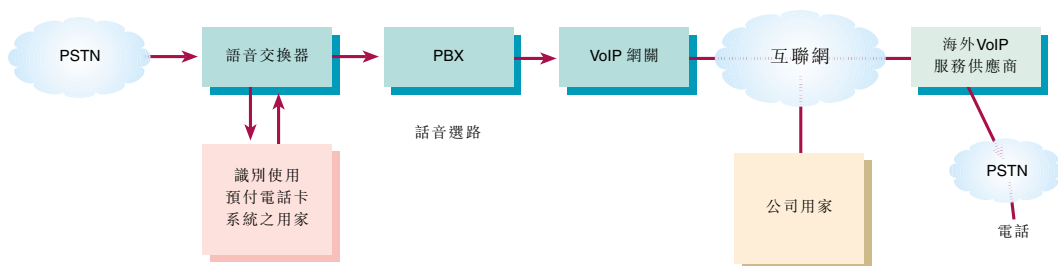 PSTN
語音交換器
PBX
VoIP 網關
互聯網
海外VoIP
服務供應商
話音選路
識別使用
預付電話卡
系統之用家
公司用家
PSTN
電話